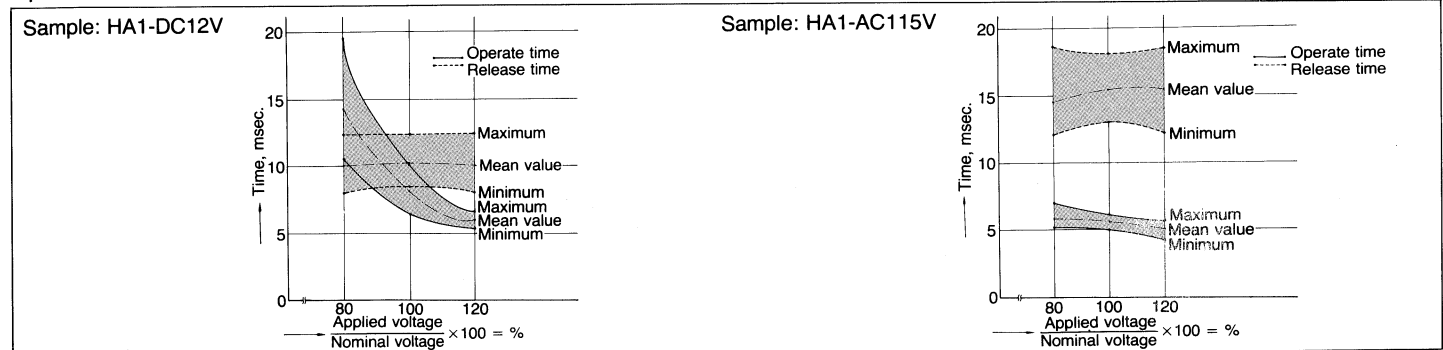 Sample: HA1-DC12V
20
15
10
5
0
Time, msec.
Operate time
Release time
Maximum
Mean value
Minimum
Maximum
Mean value
Minimum
80 100 120
Applied voltage
Nominal voltage ×100 = %
Sample: HA1-AC115V
20
15
10
5
0
Time, msec.
Operate time
Release time
Maximum
Mean value
Minimum
Maximum
Mean value
Minimum
80 100 120
Applied voltage
Nominal voltage ×100 = %